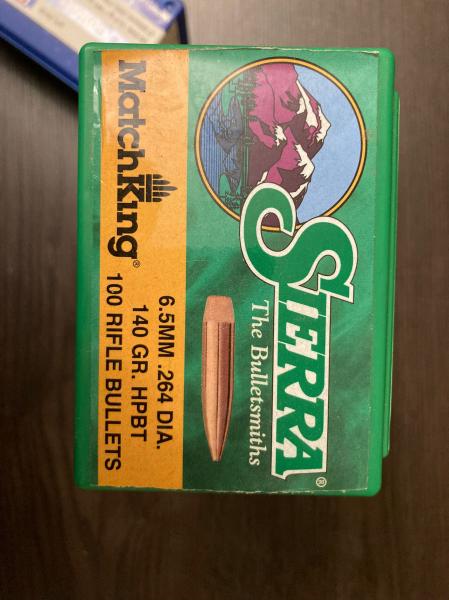 SIERRA®
The Bulletsmiths
6.5MM .264 DIA.
140 GR. HPBT
100 RIFLE BULLETS
MatchKing®